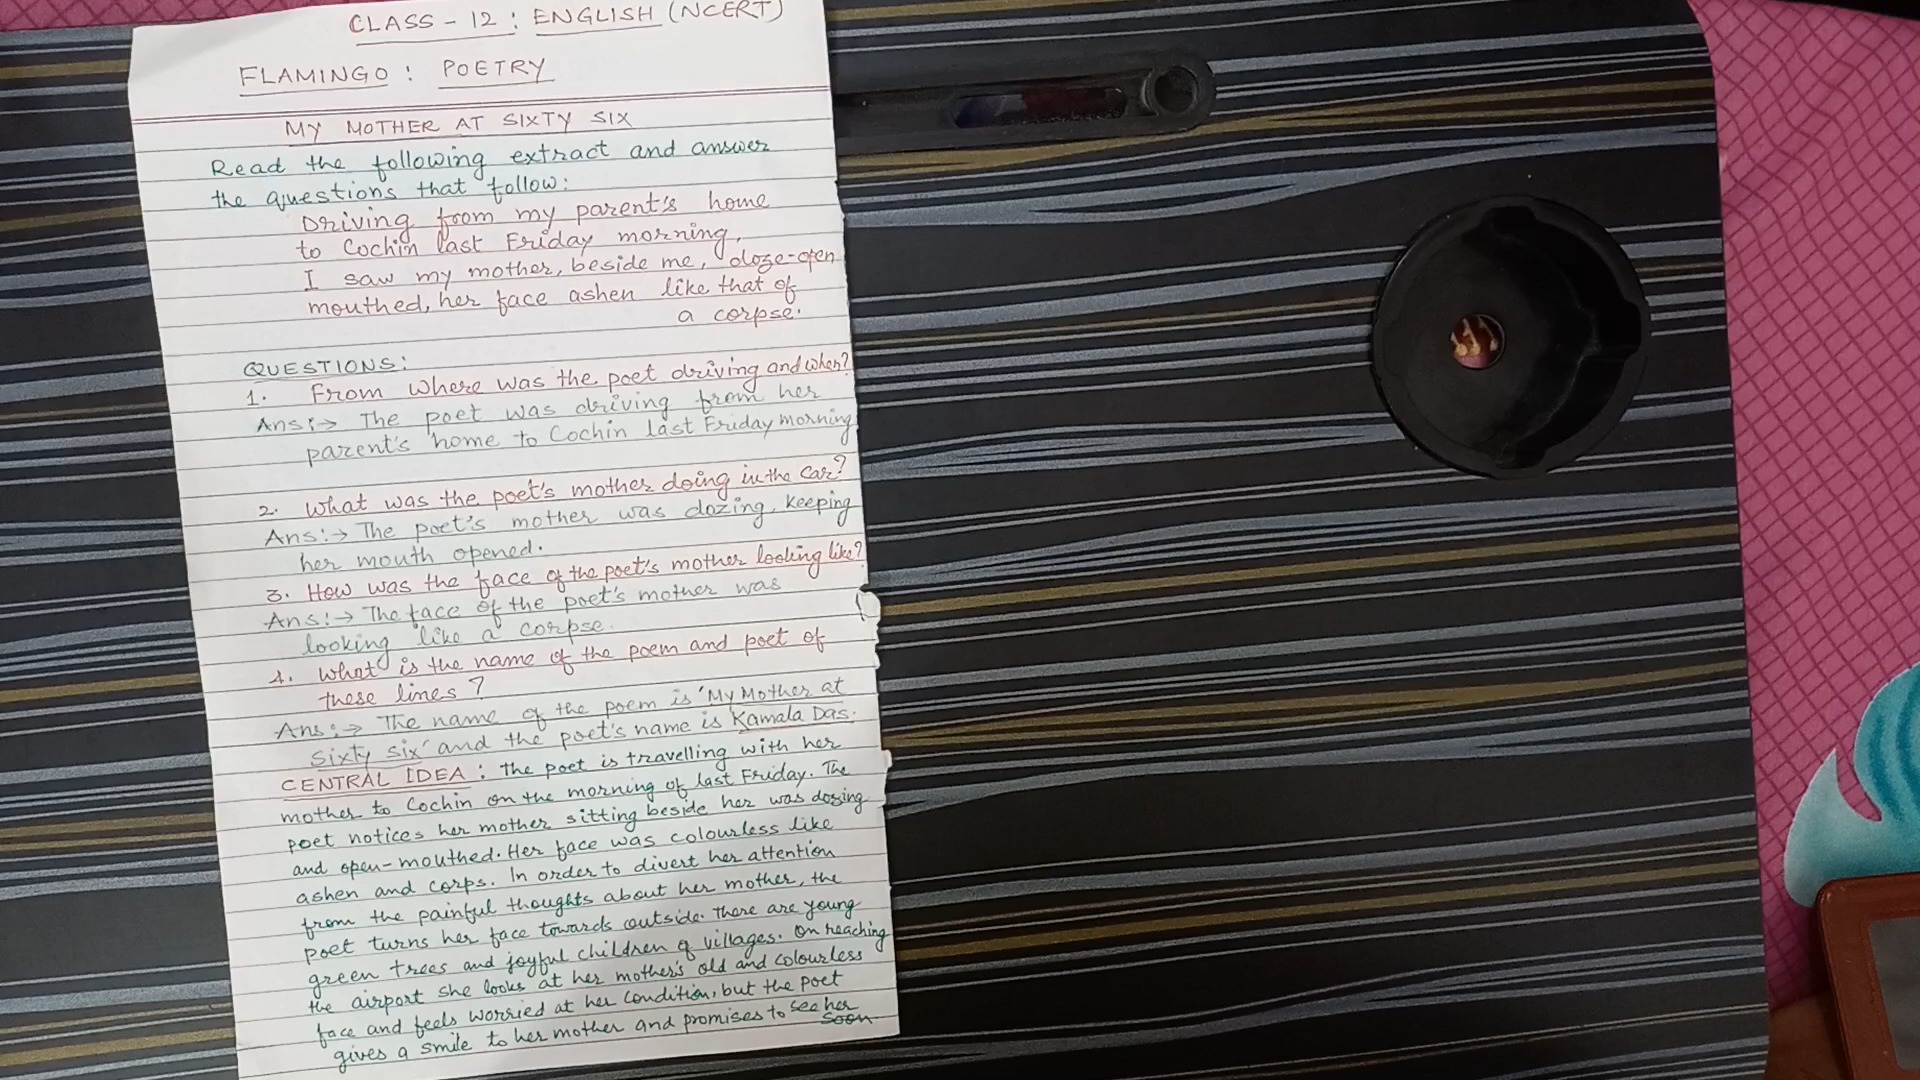 CLASS - 12 : ENGLISH (NCERT)
FLAMINGO : POETRY
MY MOTHER AT SIXTY SIX
Read the following extract and answer
the questions that follow:
Driving from my parent's home
to Cochin last Friday morning,
I saw my mother, beside me, doze-open
mouthed, her face ashen like that of
a corpse.
QUESTIONS:
1. From where was the poet driving and when?
Ans:→ The poet was driving from her
parent's home to Cochin last Friday morning
2. What was the poet's mother doing in the car?
Ans:→ The poet's mother was dozing, keeping
her mouth opened.
3. How was the face of the poet's mother looking like?
Ans:→ The face of the poet's mother was
looking like a corpse.
4. What is the name of the poem and poet of
these lines?
Ans:→ The name of the poem is 'My Mother at
Sixty six' and the poet's name is Kamala Das.
CENTRAL IDEA : The poet is travelling with her
mother to Cochin on the morning of last Friday. The
poet notices her mother sitting beside her was dozing
and open-mouthed. Her face was colourless like
ashen and corps. In order to divert her attention
from the painful thoughts about her mother, the
poet turns her face towards outside. There are young
green trees and joyful children of villages. On reaching
the airport she looks at her mother's old and colourless
face and feels worried at her condition, but the poet
gives a smile to her mother and promises to see her
soon